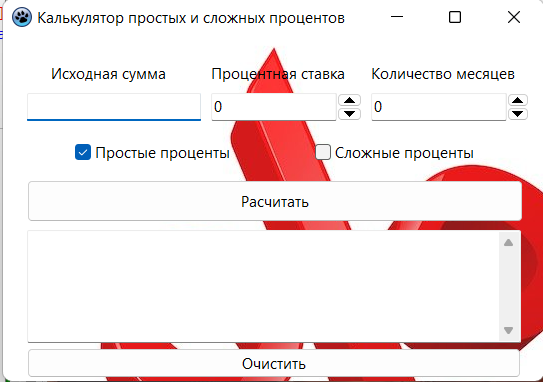 Калькулятор простых и сложных процентов
Исходная сумма Процентная ставка Количество месяцев
0 0
Простые проценты Сложные проценты
Расчитать
Очистить